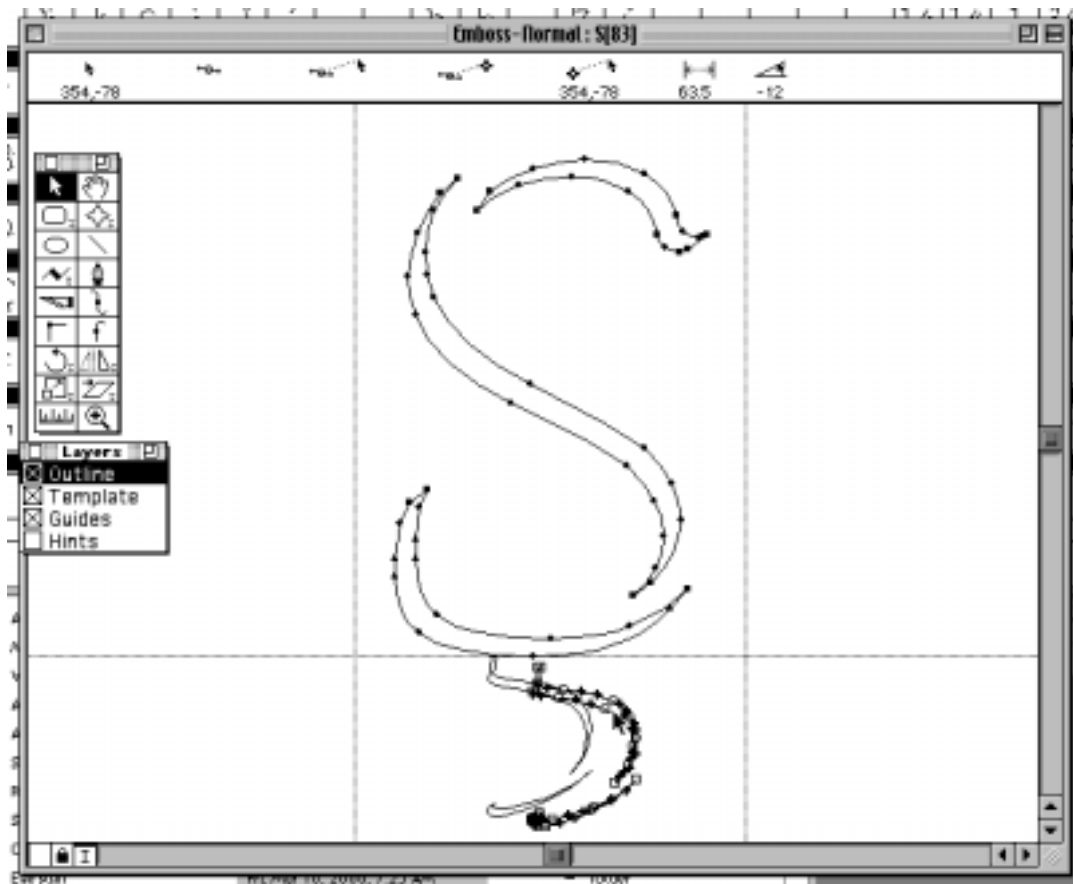 Emboss-Normal : S[83]
354,-78
354,-78
63.5
-12
Layers
Outline
Template
Guides
Hints